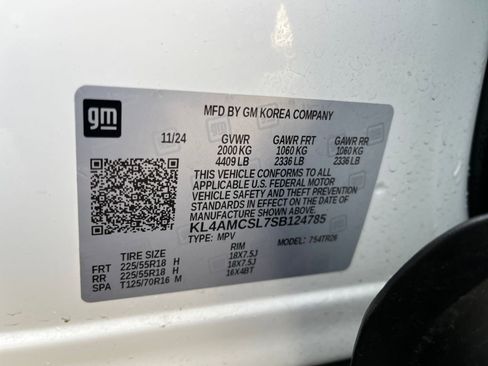 gm
MFD BY GM KOREA COMPANY
11/24 GVWR GAWR FRT GAWR RR
2000 KG 1060 KG 1060 KG
4409 LB 2336 LB 2336 LB
THIS VEHICLE CONFORMS TO ALL
APPLICABLE U.S. FEDERAL MOTOR
VEHICLE SAFETY AND THEFT
PREVENTION STANDARDS IN EFFECT ON
THE DATE OF MANUFACTURE SHOWN ABOVE.
KL4AMCSL7SB124785
TYPE: MPV MODEL: 754TR26
TIRE SIZE RIM
FRT 225/55R18 H 18X7.5J
RR 225/55R18 H 18X7.5J
SPA T125/70R16 M 16X4BT